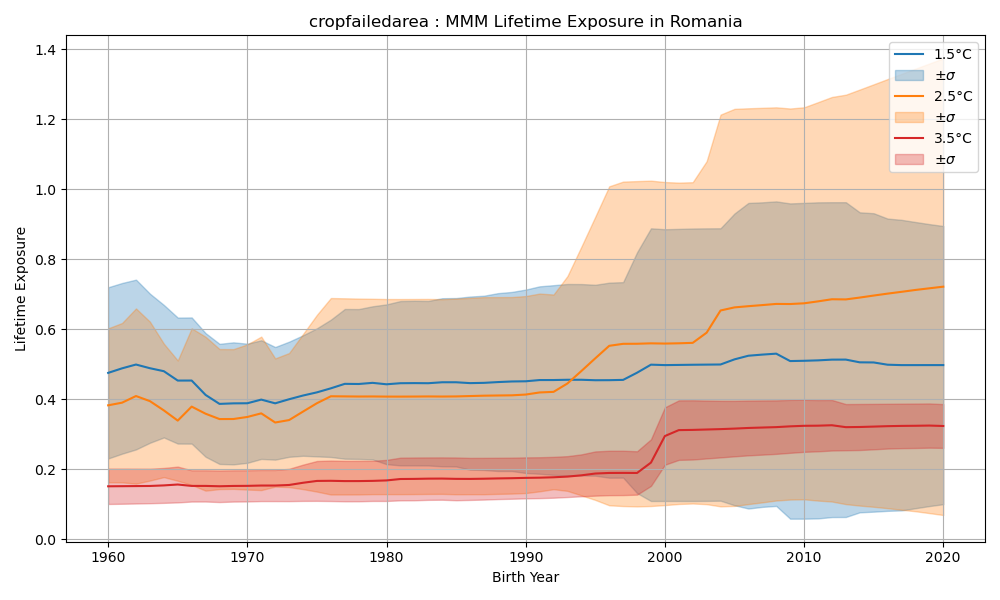 cropfailedarea : MMM Lifetime Exposure in Romania
1.4
1.2
1.0
0.8
0.6
0.4
0.2
0.0
Lifetime Exposure
1.5°C
±σ
2.5°C
±σ
3.5°C
±σ
1960 1970 1980 1990 2000 2010 2020
Birth Year